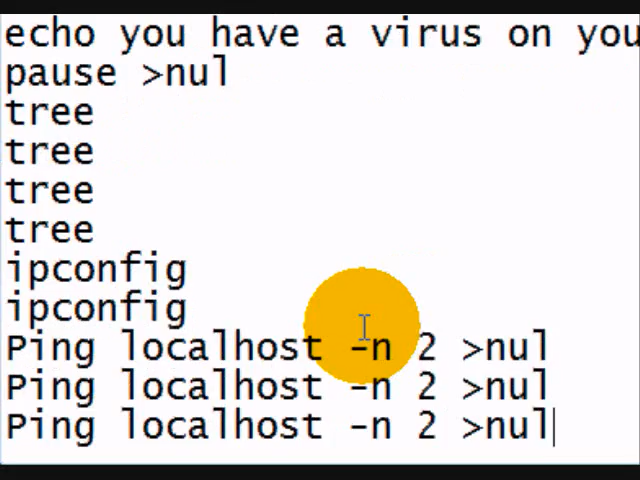 echo you have a virus on you
pause >nul
tree
tree
tree
tree
ipconfig
ipconfig
Ping localhost -n 2 >nul
Ping localhost -n 2 >nul
Ping localhost -n 2 >nul